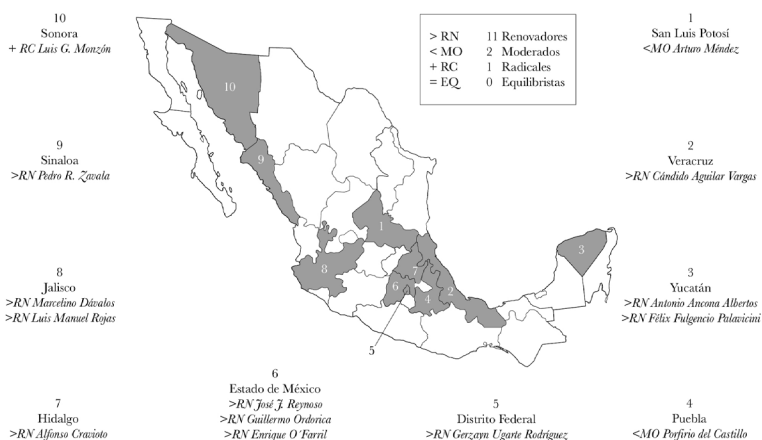 10
Sonora
+ RC Luis G. Monzón
> RN 11 Renovadores
< MO 2 Moderados
+ RC 1 Radicales
= EQ 0 Equilibristas
1
San Luis Potosí
<MO Arturo Méndez
9
Sinaloa
>RN Pedro R. Zavala
2
Veracruz
>RN Cándido Aguilar Vargas
8
Jalisco
>RN Marcelino Dávalos
>RN Luis Manuel Rojas
3
Yucatán
>RN Antonio Ancona Albertos
>RN Félix Fulgencio Palavicini
10
9
1
3
8
7
6
4
2
5
7
Hidalgo
>RN Alfonso Cravioto
6
Estado de México
>RN José J. Reynoso
>RN Guillermo Ordorica
>RN Enrique O´Farril
5
Distrito Federal
>RN Gerzayn Ugarte Rodríguez
4
Puebla
<MO Porfirio del Castillo